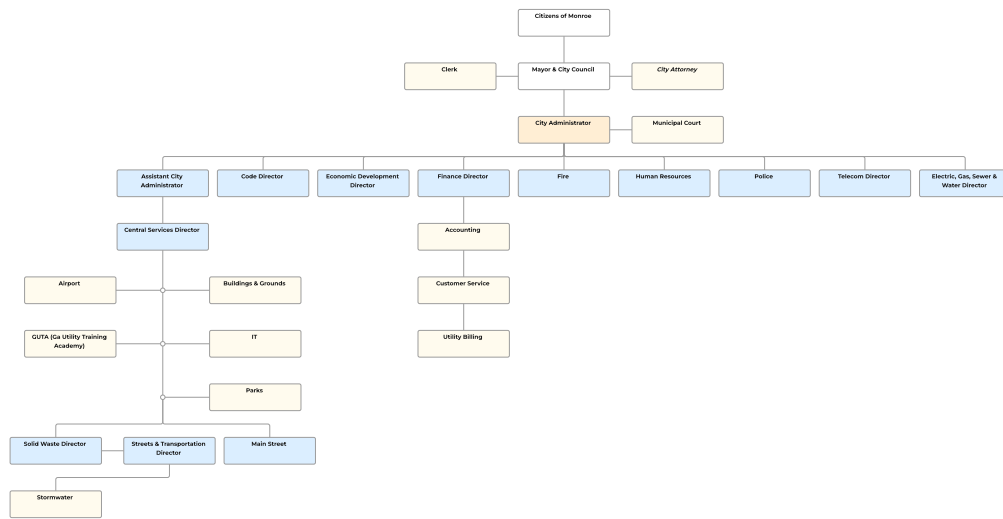 Citizens of Monroe
Clerk
Mayor & City Council
City Attorney
City Administrator
Municipal Court
Assistant City
Administrator
Code Director
Economic Development
Director
Finance Director
Fire
Human Resources
Police
Telecom Director
Electric, Gas, Sewer &
Water Director
Central Services Director
Accounting
Airport
Buildings & Grounds
Customer Service
GUTA (Ga Utility Training
Academy)
IT
Utility Billing
Parks
Solid Waste Director
Streets & Transportation
Director
Main Street
Stormwater